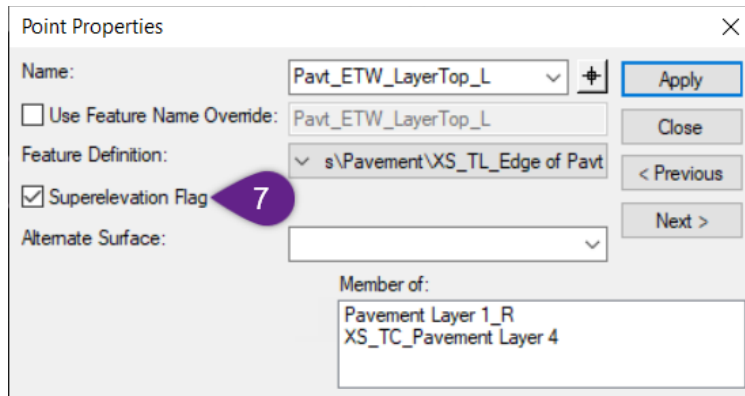 Point Properties
Name:
Pavt_ETW_LayerTop_L
Apply
Use Feature Name Override:
Pavt_ETW_LayerTop_L
Close
Feature Definition:
s\Pavement\XS_TL_Edge of Pavt
< Previous
Superelevation Flag
7
Next >
Alternate Surface:
Member of:
Pavement Layer 1_R
XS_TC_Pavement Layer 4